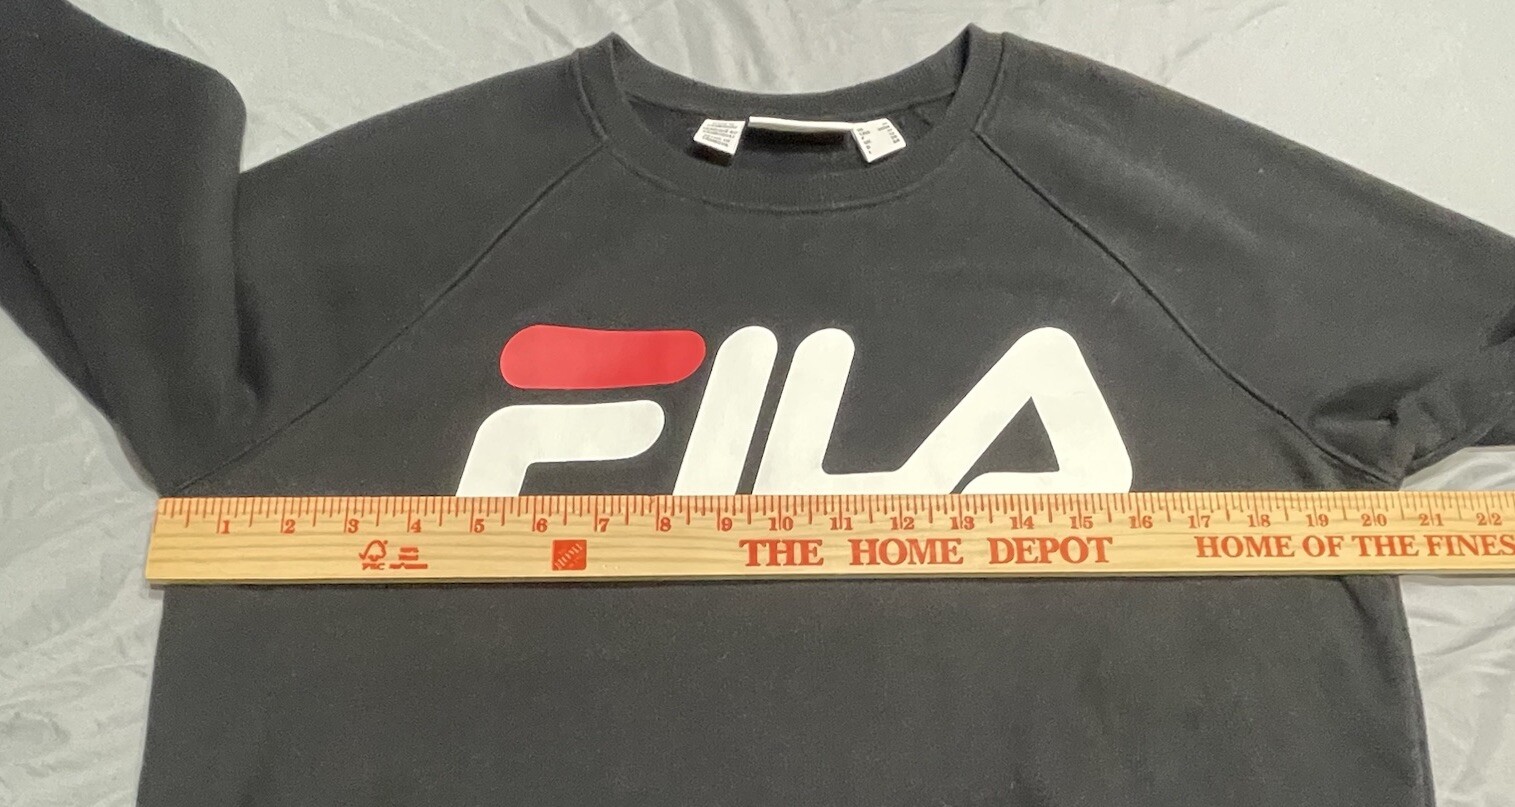 FILA
1 2 3 4 5 6 7 8 9 10 11 12 13 14 15 16 17 18 19 20 21 22
FSC
THE HOME DEPOT HOME OF THE FINES